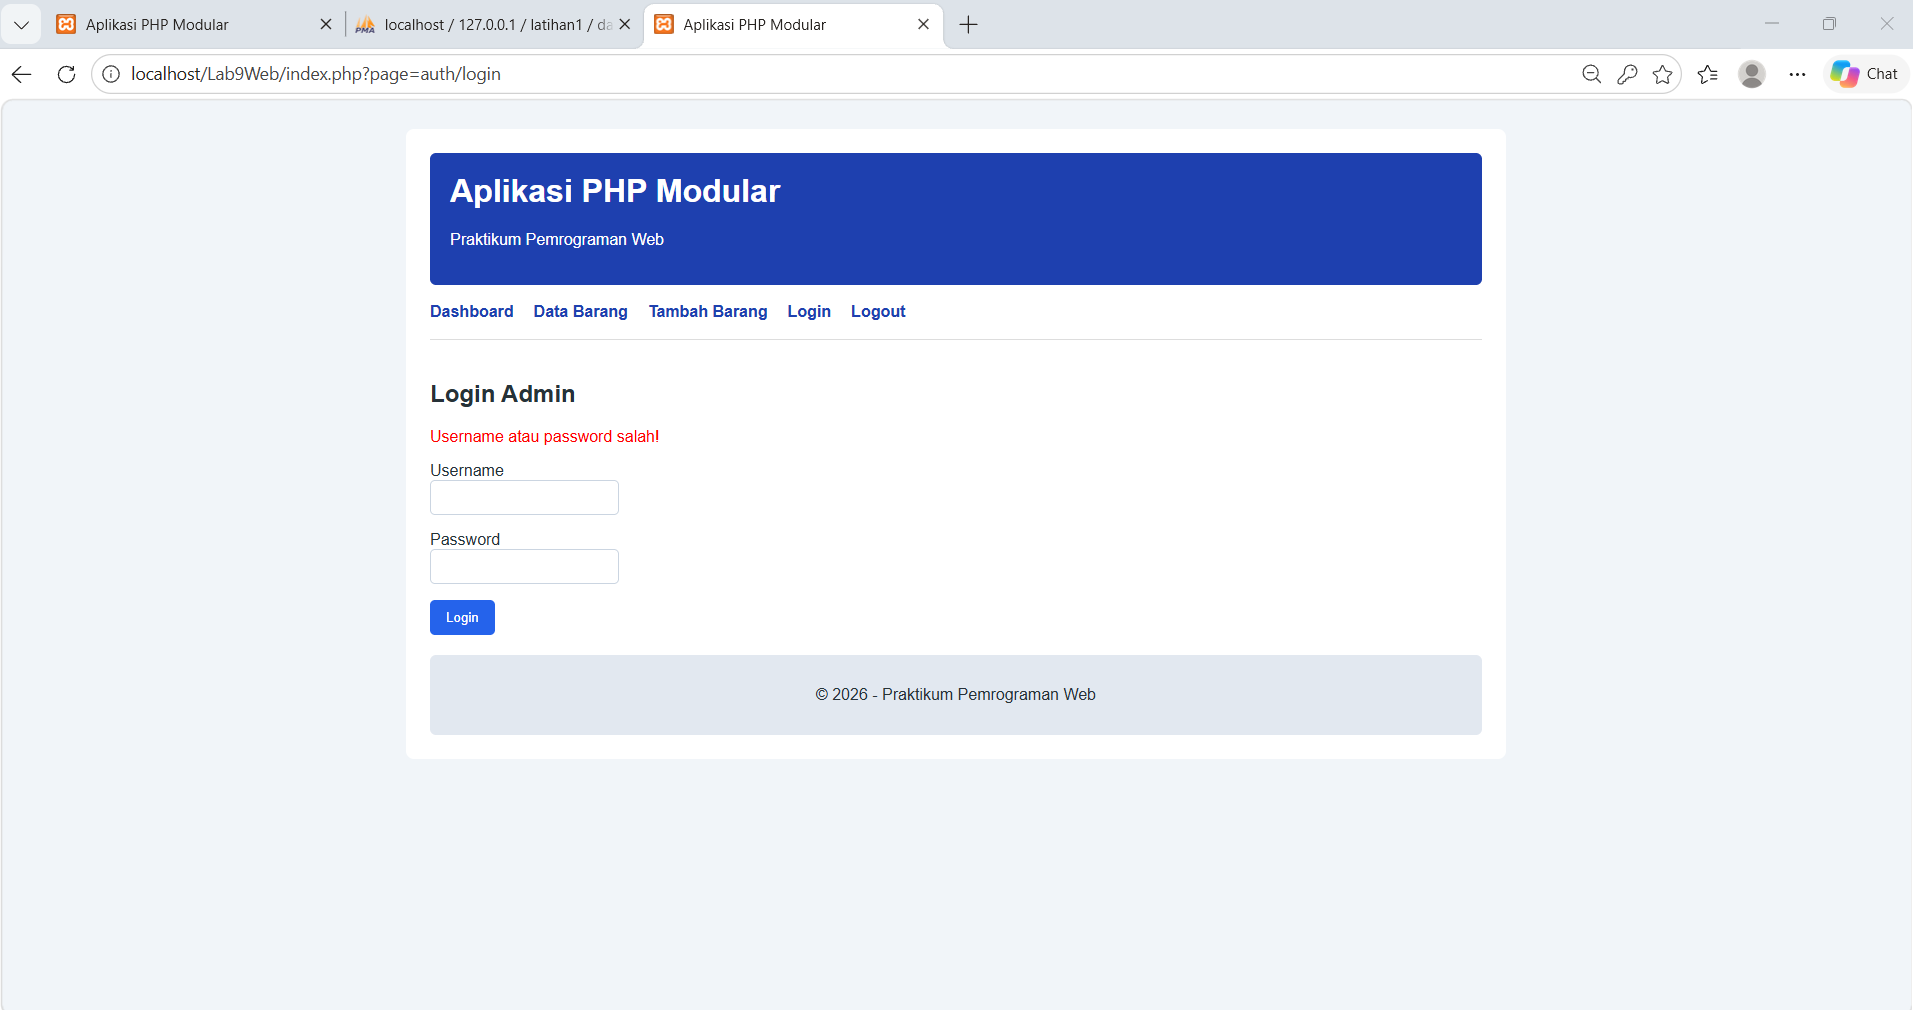 Aplikasi PHP Modular
localhost / 127.0.0.1 / latihan1 / da
Aplikasi PHP Modular
localhost/Lab9Web/index.php?page=auth/login
Chat
Aplikasi PHP Modular
Praktikum Pemrograman Web
Dashboard Data Barang Tambah Barang Login Logout
Login Admin
Username atau password salah!
Username
Password
Login
© 2026 - Praktikum Pemrograman Web